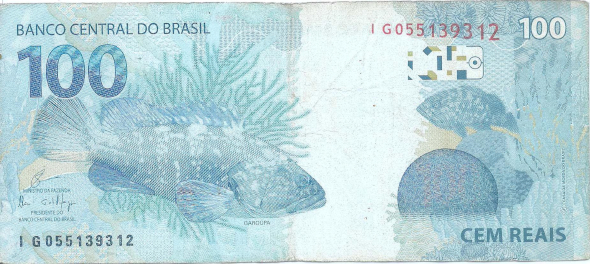 BANCO CENTRAL DO BRASIL
I G055139312
100
100
MINISTRO DA FAZENDA
PRESIDENTE DO
BANCO CENTRAL DO BRASIL
GAROUPA
I G055139312
100
CEM REAIS